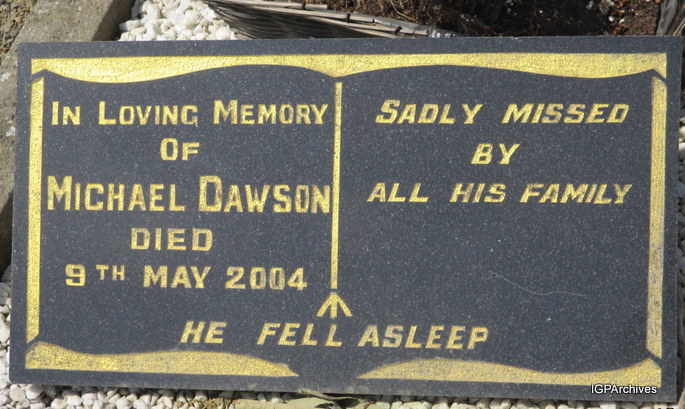 In Loving Memory
Of
Michael Dawson
DIED
9TH MAY 2004
SADLY MISSED
BY
ALL HIS FAMILY
HE FELL ASLEEP
IGPArchives